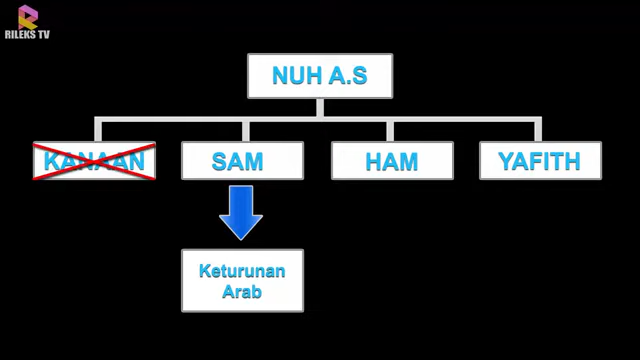 RILEKS TV
NUH A.S
KANAAN
SAM
HAM
YAFITH
Keturunan
Arab